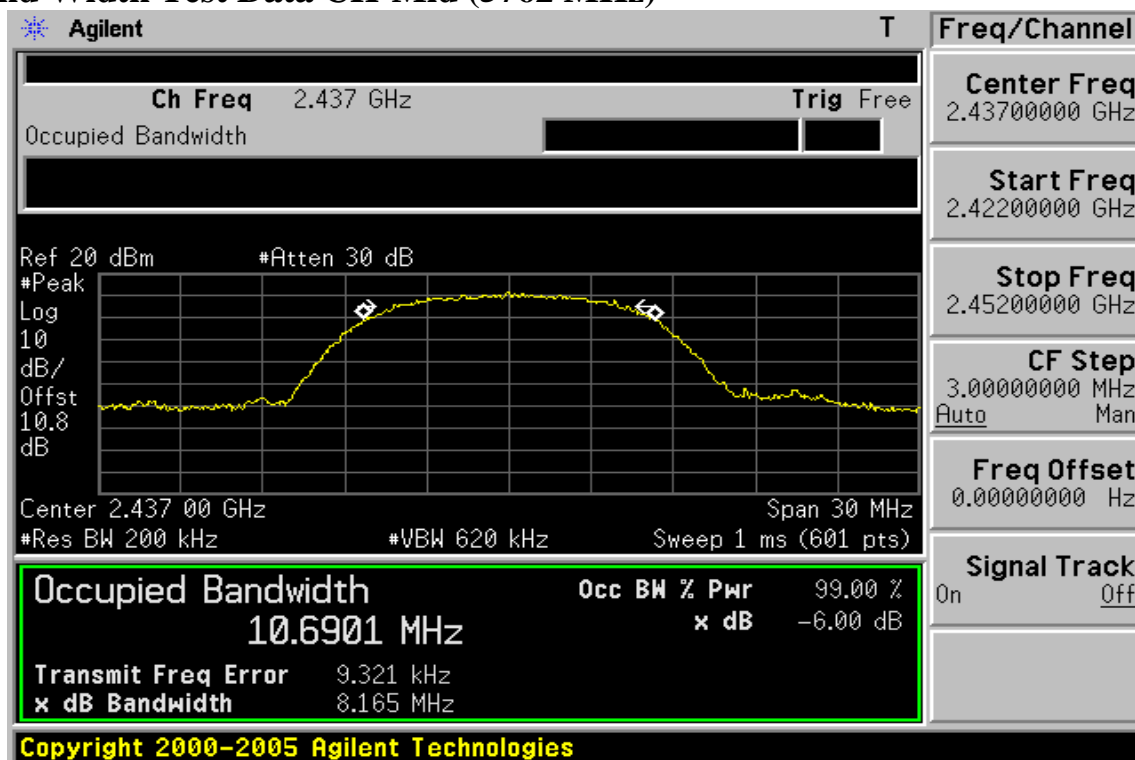 Agilent T
Freq/Channel
Ch Freq 2.437 GHz Trig Free
Occupied Bandwidth
Center Freq
2.43700000 GHz
Start Freq
2.42200000 GHz
Stop Freq
2.45200000 GHz
CF Step
3.00000000 MHz
Auto Man
Freq Offset
0.00000000 Hz
Signal Track
On Off
Ref 20 dBm #Atten 30 dB
#Peak
Log
10
dB/
Offst
10.8
dB
Center 2.437 00 GHz Span 30 MHz
#Res BW 200 kHz #VBW 620 kHz Sweep 1 ms (601 pts)
Occupied Bandwidth
10.6901 MHz
Occ BW % Pwr 99.00 %
x dB -6.00 dB
Transmit Freq Error 9.321 kHz
x dB Bandwidth 8.165 MHz
Copyright 2000-2005 Agilent Technologies